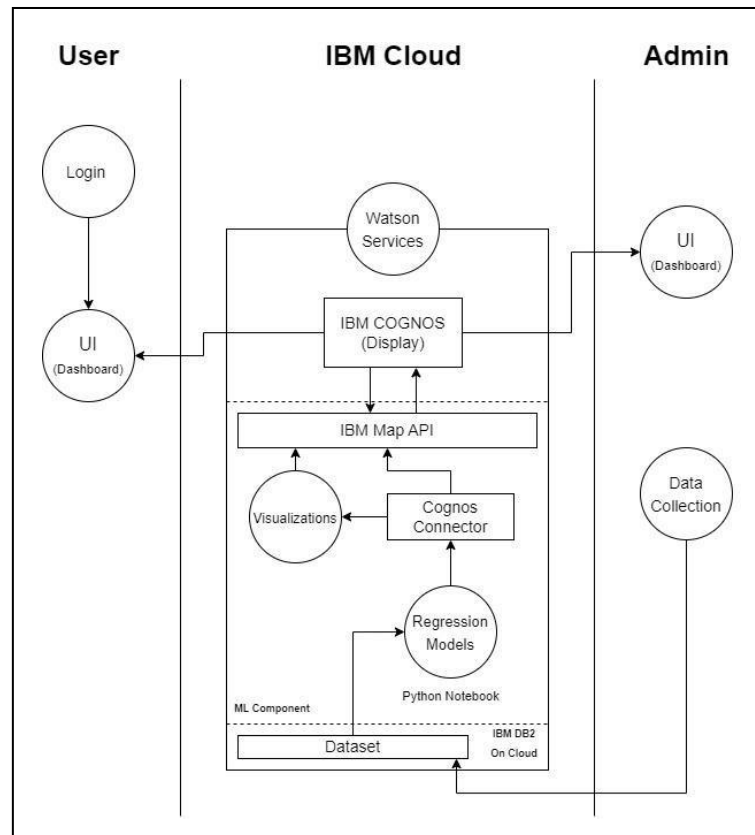 User
IBM Cloud
Admin
Login
Watson
Services
UI
(Dashboard)
IBM COGNOS
(Display)
UI
(Dashboard)
IBM Map API
Visualizations
Cognos
Connector
Data
Collection
Regression
Models
Python Notebook
ML Component
IBM DB2
On Cloud
Dataset